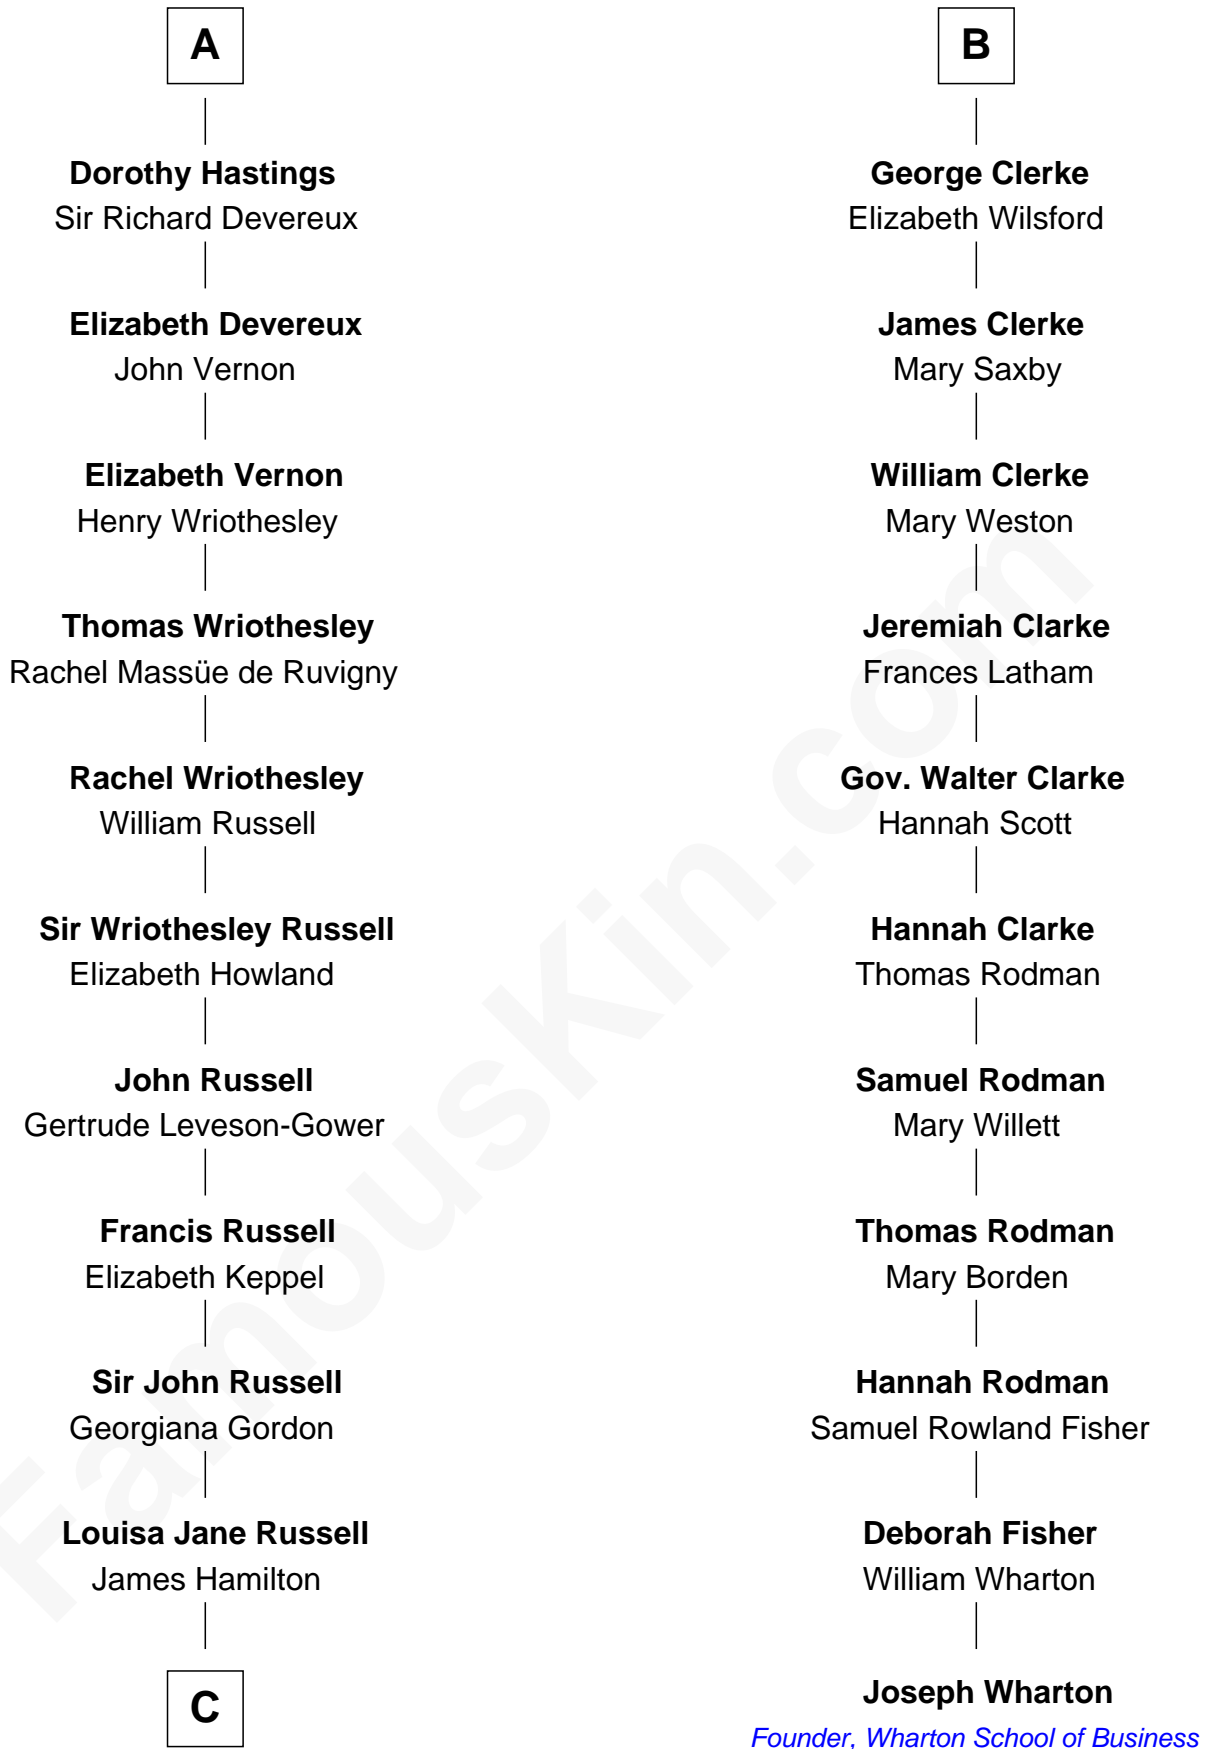 A
Dorothy Hastings
Sir Richard Devereux
Elizabeth Devereux
John Vernon
Elizabeth Vernon
Henry Wriothesley
Thomas Wriothesley
Rachel Massüe de Ruvigny
Rachel Wriothesley
William Russell
Sir Wriothesley Russell
Elizabeth Howland
John Russell
Gertrude Leveson-Gower
Francis Russell
Elizabeth Keppel
Sir John Russell
Georgiana Gordon
Louisa Jane Russell
James Hamilton
C
B
George Clerke
Elizabeth Wilsford
James Clerke
Mary Saxby
William Clerke
Mary Weston
Jeremiah Clarke
Frances Latham
Gov. Walter Clarke
Hannah Scott
Hannah Clarke
Thomas Rodman
Samuel Rodman
Mary Willett
Thomas Rodman
Mary Borden
Hannah Rodman
Samuel Rowland Fisher
Deborah Fisher
William Wharton
Joseph Wharton
Founder, Wharton School of Business
FamousKin.com